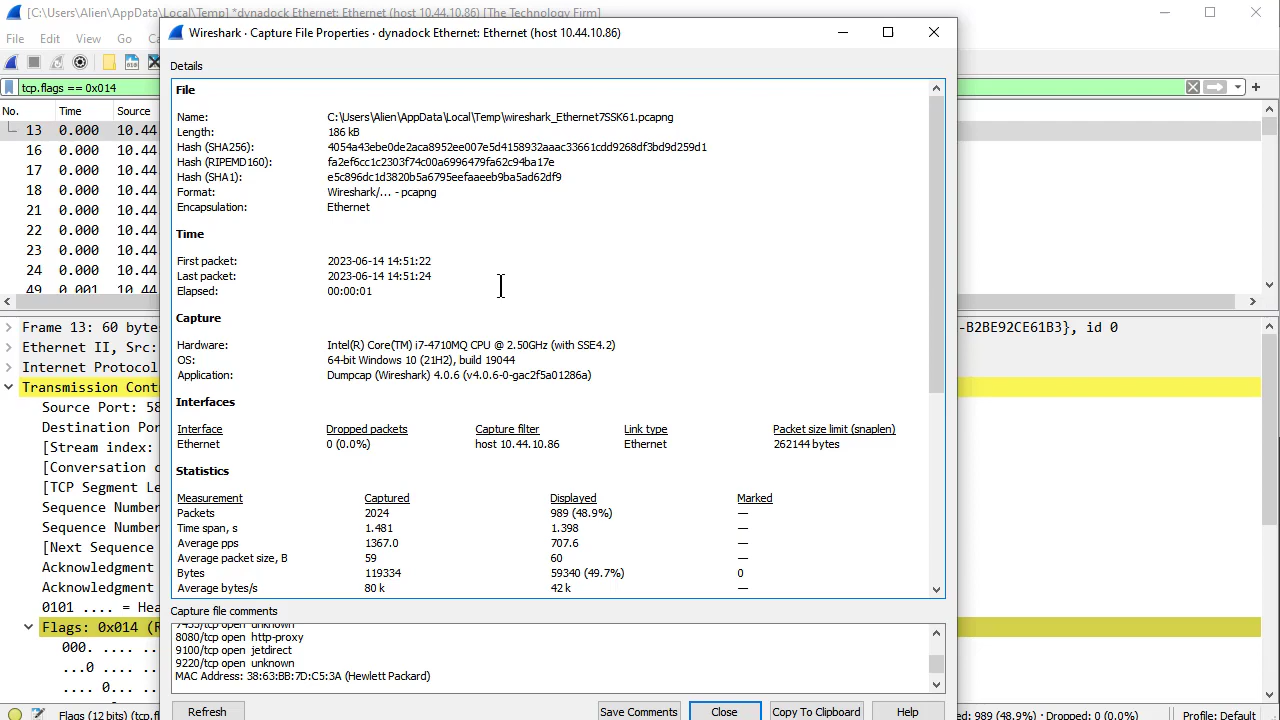 [C:\Users\Alien\AppData\Local\Temp] *dynadock Ethernet: Ethernet (host 10.44.10.86) [The Technology Firm]
Wireshark · Capture File Properties · dynadock Ethernet: Ethernet (host 10.44.10.86)
File Edit View Go
Details
tcp.flags == 0x014
No. Time Source
13 0.000 10.44
16 0.000 10.44
17 0.000 10.44
18 0.000 10.44
21 0.000 10.44
22 0.000 10.44
23 0.000 10.44
24 0.000 10.44
49 0.001 10.44
File
Name: C:\Users\Alien\AppData\Local\Temp\wireshark_Ethernet7SSK61.pcapng
Length: 186 kB
Hash (SHA256): 4054a43ebe0de2aca8952ee007e5d4158932aaac33661cdd9268df3bd9d259d1
Hash (RIPEMD160): fa2ef6cc1c2303f74c00a6996479fa62c94ba17e
Hash (SHA1): e5c896dc1d3820b5a6795eefaaeeb9ba5ad62df9
Format: Wireshark/... - pcapng
Encapsulation: Ethernet
Time
First packet: 2023-06-14 14:51:22
Last packet: 2023-06-14 14:51:24
Elapsed: 00:00:01
Capture
Hardware: Intel(R) Core(TM) i7-4710MQ CPU @ 2.50GHz (with SSE4.2)
OS: 64-bit Windows 10 (21H2), build 19044
Application: Dumpcap (Wireshark) 4.0.6 (v4.0.6-0-gac2f5a01286a)
Interfaces
Interface Dropped packets Capture filter Link type Packet size limit (snaplen)
Ethernet 0 (0.0%) host 10.44.10.86 Ethernet 262144 bytes
Statistics
Measurement Captured Displayed Marked
Packets 2024 989 (48.9%) —
Time span, s 1.481 1.398 —
Average pps 1367.0 707.6 —
Average packet size, B 59 60 —
Bytes 119334 59340 (49.7%) 0
Average bytes/s 80 k 42 k —
Frame 13: 60 byte -B2BE92CE61B3}, id 0
Ethernet II, Src:
Internet Protocol
Transmission Cont
Source Port: 58
Destination Por
[Stream index:
[Conversation c
[TCP Segment Le
Sequence Number
Sequence Number
[Next Sequence
Acknowledgment
Acknowledgment
0101 .... = Hea
Flags: 0x014 (R
000. .... ..
...0 .... ..
.... 0... ..
Capture file comments
7435/tcp open unknown
8080/tcp open http-proxy
9100/tcp open jetdirect
9220/tcp open unknown
MAC Address: 38:63:BB:7D:C5:3A (Hewlett Packard)
Refresh Save Comments Close Copy To Clipboard Help
Flags (12 bits) (tcp.fl ed: 989 (48.9%) · Dropped: 0 (0.0%) Profile: Default